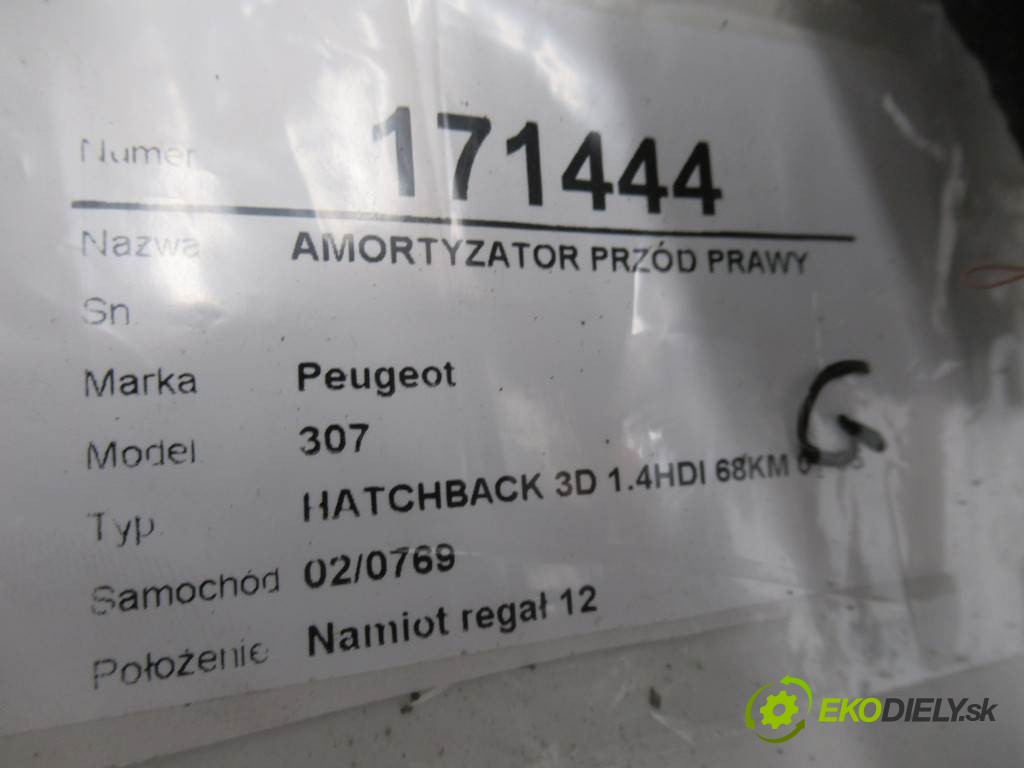 Numer 171444
Nazwa AMORTYZATOR PRZÓD PRAWY
Sn
Marka Peugeot
Model 307
Typ HATCHBACK 3D 1.4HDI 68KM
G
Samochód 02/0769
Położenie Namiot regał 12
EKODIELY.sk